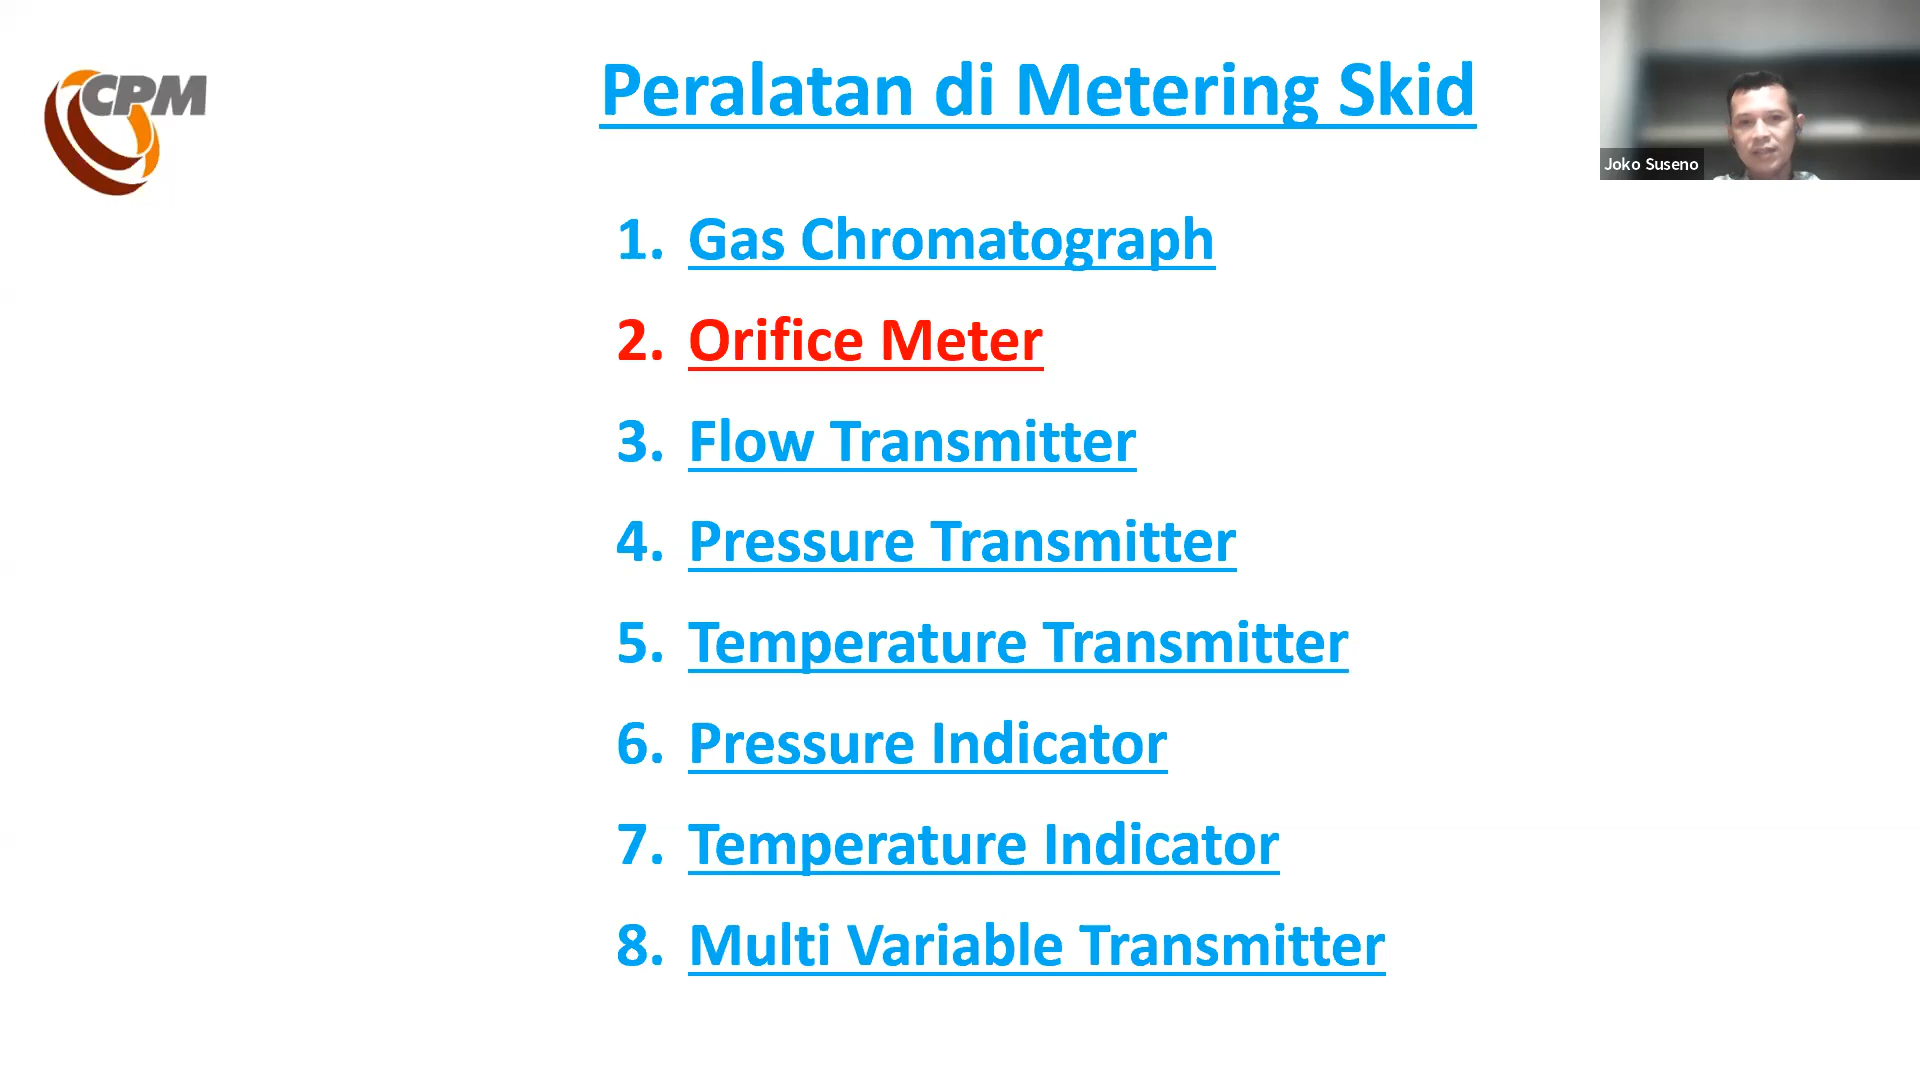 CPM
Peralatan di Metering Skid
Joko Suseno
1. Gas Chromatograph
2. Orifice Meter
3. Flow Transmitter
4. Pressure Transmitter
5. Temperature Transmitter
6. Pressure Indicator
7. Temperature Indicator
8. Multi Variable Transmitter